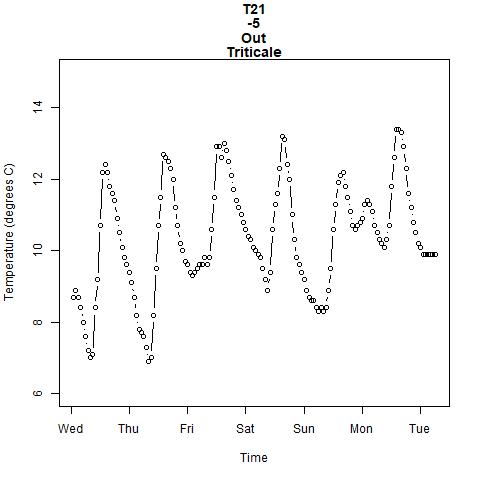 T21
-5
Out
Triticale
Temperature (degrees C)
14
12
10
8
6
Wed Thu Fri Sat Sun Mon Tue
Time